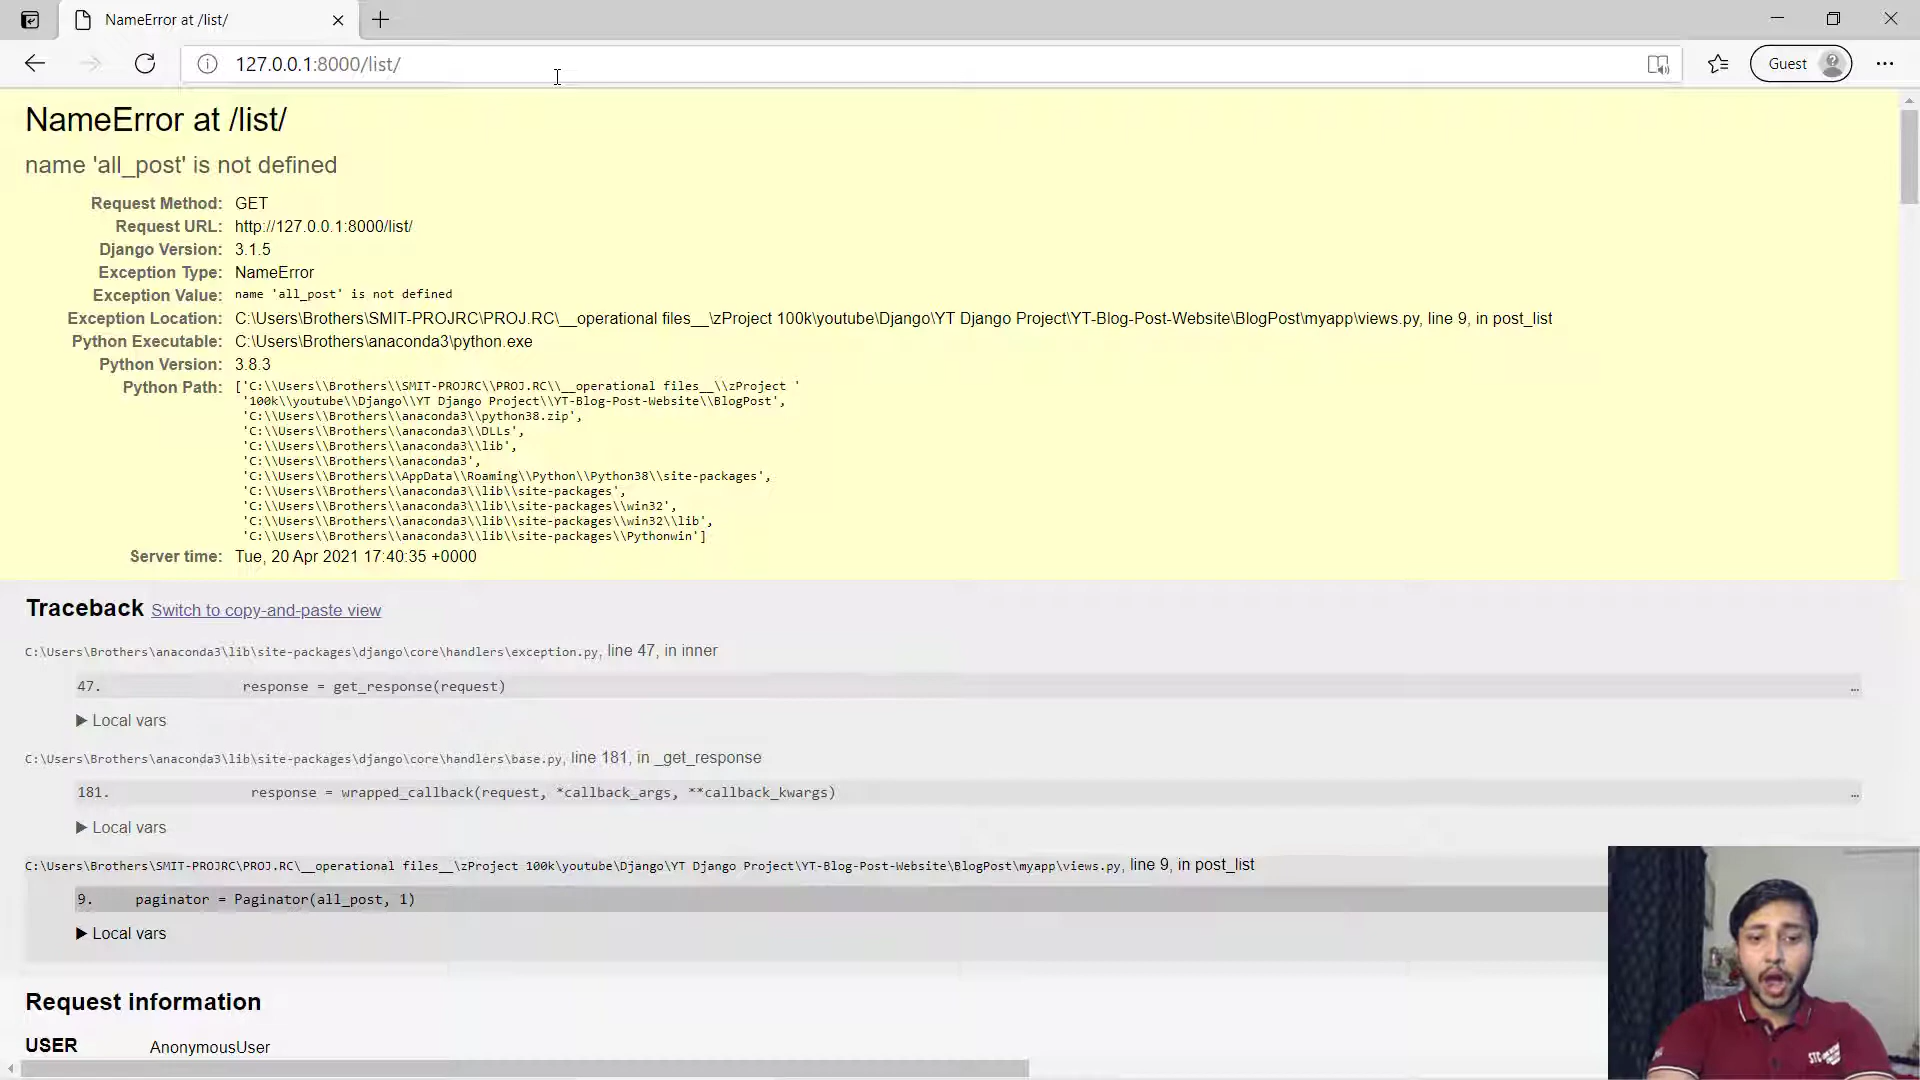 NameError at /list/
127.0.0.1:8000/list/
Guest
NameError at /list/
name 'all_post' is not defined
Request Method: GET
Request URL: http://127.0.0.1:8000/list/
Django Version: 3.1.5
Exception Type: NameError
Exception Value: name 'all_post' is not defined
Exception Location: C:\Users\Brothers\SMIT-PROJRC\PROJ.RC\__operational files__\zProject 100k\youtube\Django\YT Django Project\YT-Blog-Post-Website\BlogPost\myapp\views.py, line 9, in post_list
Python Executable: C:\Users\Brothers\anaconda3\python.exe
Python Version: 3.8.3
Python Path: ['C:\\Users\\Brothers\\SMIT-PROJRC\\PROJ.RC\\__operational files__\\zProject '
'100k\\youtube\\Django\\YT Django Project\\YT-Blog-Post-Website\\BlogPost',
'C:\\Users\\Brothers\\anaconda3\\python38.zip',
'C:\\Users\\Brothers\\anaconda3\\DLLs',
'C:\\Users\\Brothers\\anaconda3\\lib',
'C:\\Users\\Brothers\\anaconda3',
'C:\\Users\\Brothers\\AppData\\Roaming\\Python\\Python38\\site-packages',
'C:\\Users\\Brothers\\anaconda3\\lib\\site-packages',
'C:\\Users\\Brothers\\anaconda3\\lib\\site-packages\\win32',
'C:\\Users\\Brothers\\anaconda3\\lib\\site-packages\\win32\\lib',
'C:\\Users\\Brothers\\anaconda3\\lib\\site-packages\\Pythonwin']
Server time: Tue, 20 Apr 2021 17:40:35 +0000
Traceback Switch to copy-and-paste view
C:\Users\Brothers\anaconda3\lib\site-packages\django\core\handlers\exception.py, line 47, in inner
47. response = get_response(request) …
▶ Local vars
C:\Users\Brothers\anaconda3\lib\site-packages\django\core\handlers\base.py, line 181, in _get_response
181. response = wrapped_callback(request, *callback_args, **callback_kwargs) …
▶ Local vars
C:\Users\Brothers\SMIT-PROJRC\PROJ.RC\__operational files__\zProject 100k\youtube\Django\YT Django Project\YT-Blog-Post-Website\BlogPost\myapp\views.py, line 9, in post_list
9. paginator = Paginator(all_post, 1)
▶ Local vars
Request information
USER AnonymousUser